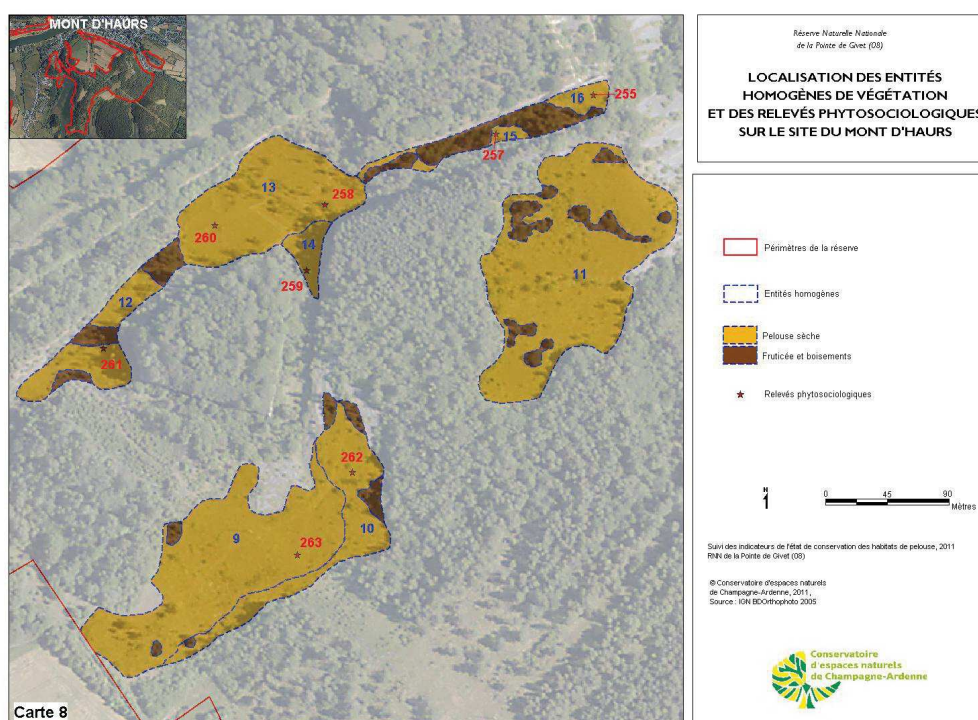 MONT D'HAURS
Réserve Naturelle Nationale
de la Pointe de Givet (08)
LOCALISATION DES ENTITÉS
HOMOGÈNES DE VÉGÉTATION
ET DES RELEVÉS PHYTOSOCIOLOGIQUES
SUR LE SITE DU MONT D'HAURS
16
255
15
257
13
258
260
14
259
11
12
261
262
9
263
10
Périmètres de la réserve
Entités homogènes
Pelouse sèche
Fruticée et boisements
Relevés phytosociologiques
N
0 45 90
Mètres
Suivi des indicateurs de l'état de conservation des habitats de pelouse, 2011
RNN de la Pointe de Givet (08)
© Conservatoire d'espaces naturels
de Champagne-Ardenne, 2011,
Source : IGN BDOrthophoto 2005
Conservatoire
d'espaces naturels
de Champagne-Ardenne
Carte 8